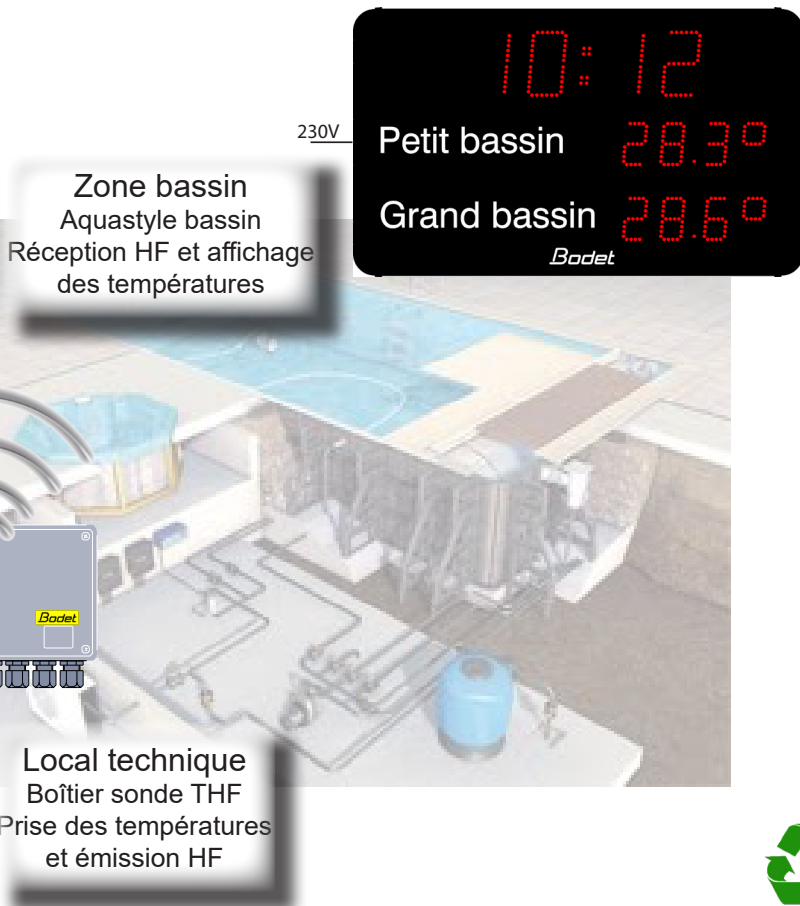 10:12
230V
Petit bassin 28.3°
Grand bassin 28.6°
Bodet
Zone bassin
Aquastyle bassin
Réception HF et affichage
des températures
Bodet
Local technique
Boîtier sonde THF
Prise des températures
et émission HF